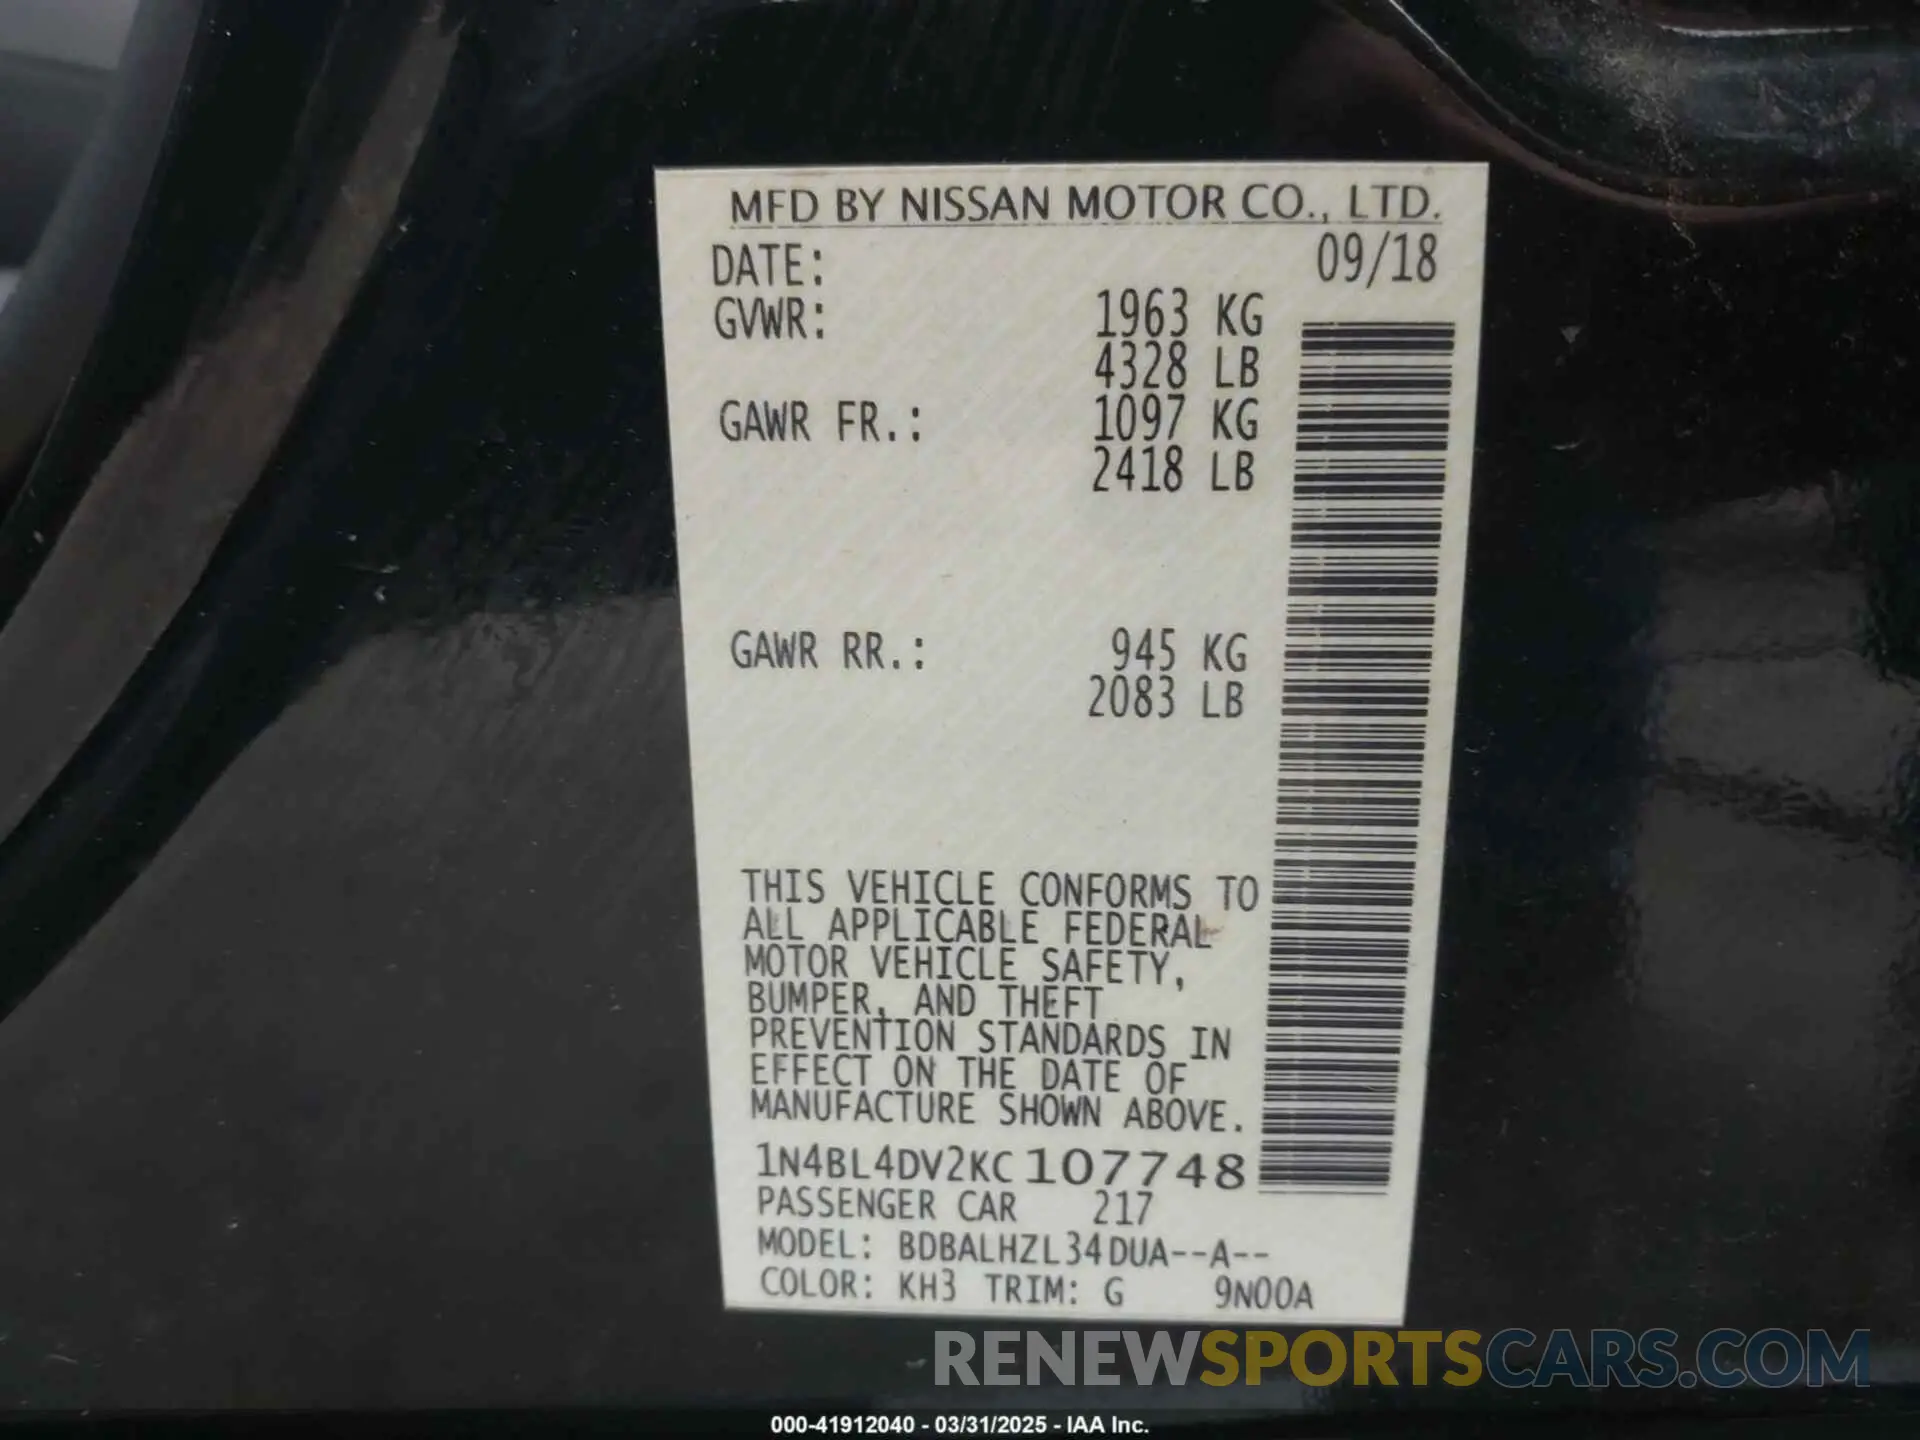 MFD BY NISSAN MOTOR CO., LTD.
DATE: 09/18
GVWR: 1963 KG
4328 LB
GAWR FR.: 1097 KG
2418 LB
GAWR RR.: 945 KG
2083 LB
THIS VEHICLE CONFORMS TO
ALL APPLICABLE FEDERAL
MOTOR VEHICLE SAFETY,
BUMPER, AND THEFT
PREVENTION STANDARDS IN
EFFECT ON THE DATE OF
MANUFACTURE SHOWN ABOVE.
1N4BL4DV2KC107748
PASSENGER CAR 217
MODEL: BDBALHZL34DUA--A--
COLOR: KH3 TRIM: G 9N00A
RENEWSPORTSCARS.COM
000-41912040 - 03/31/2025 - IAA Inc.